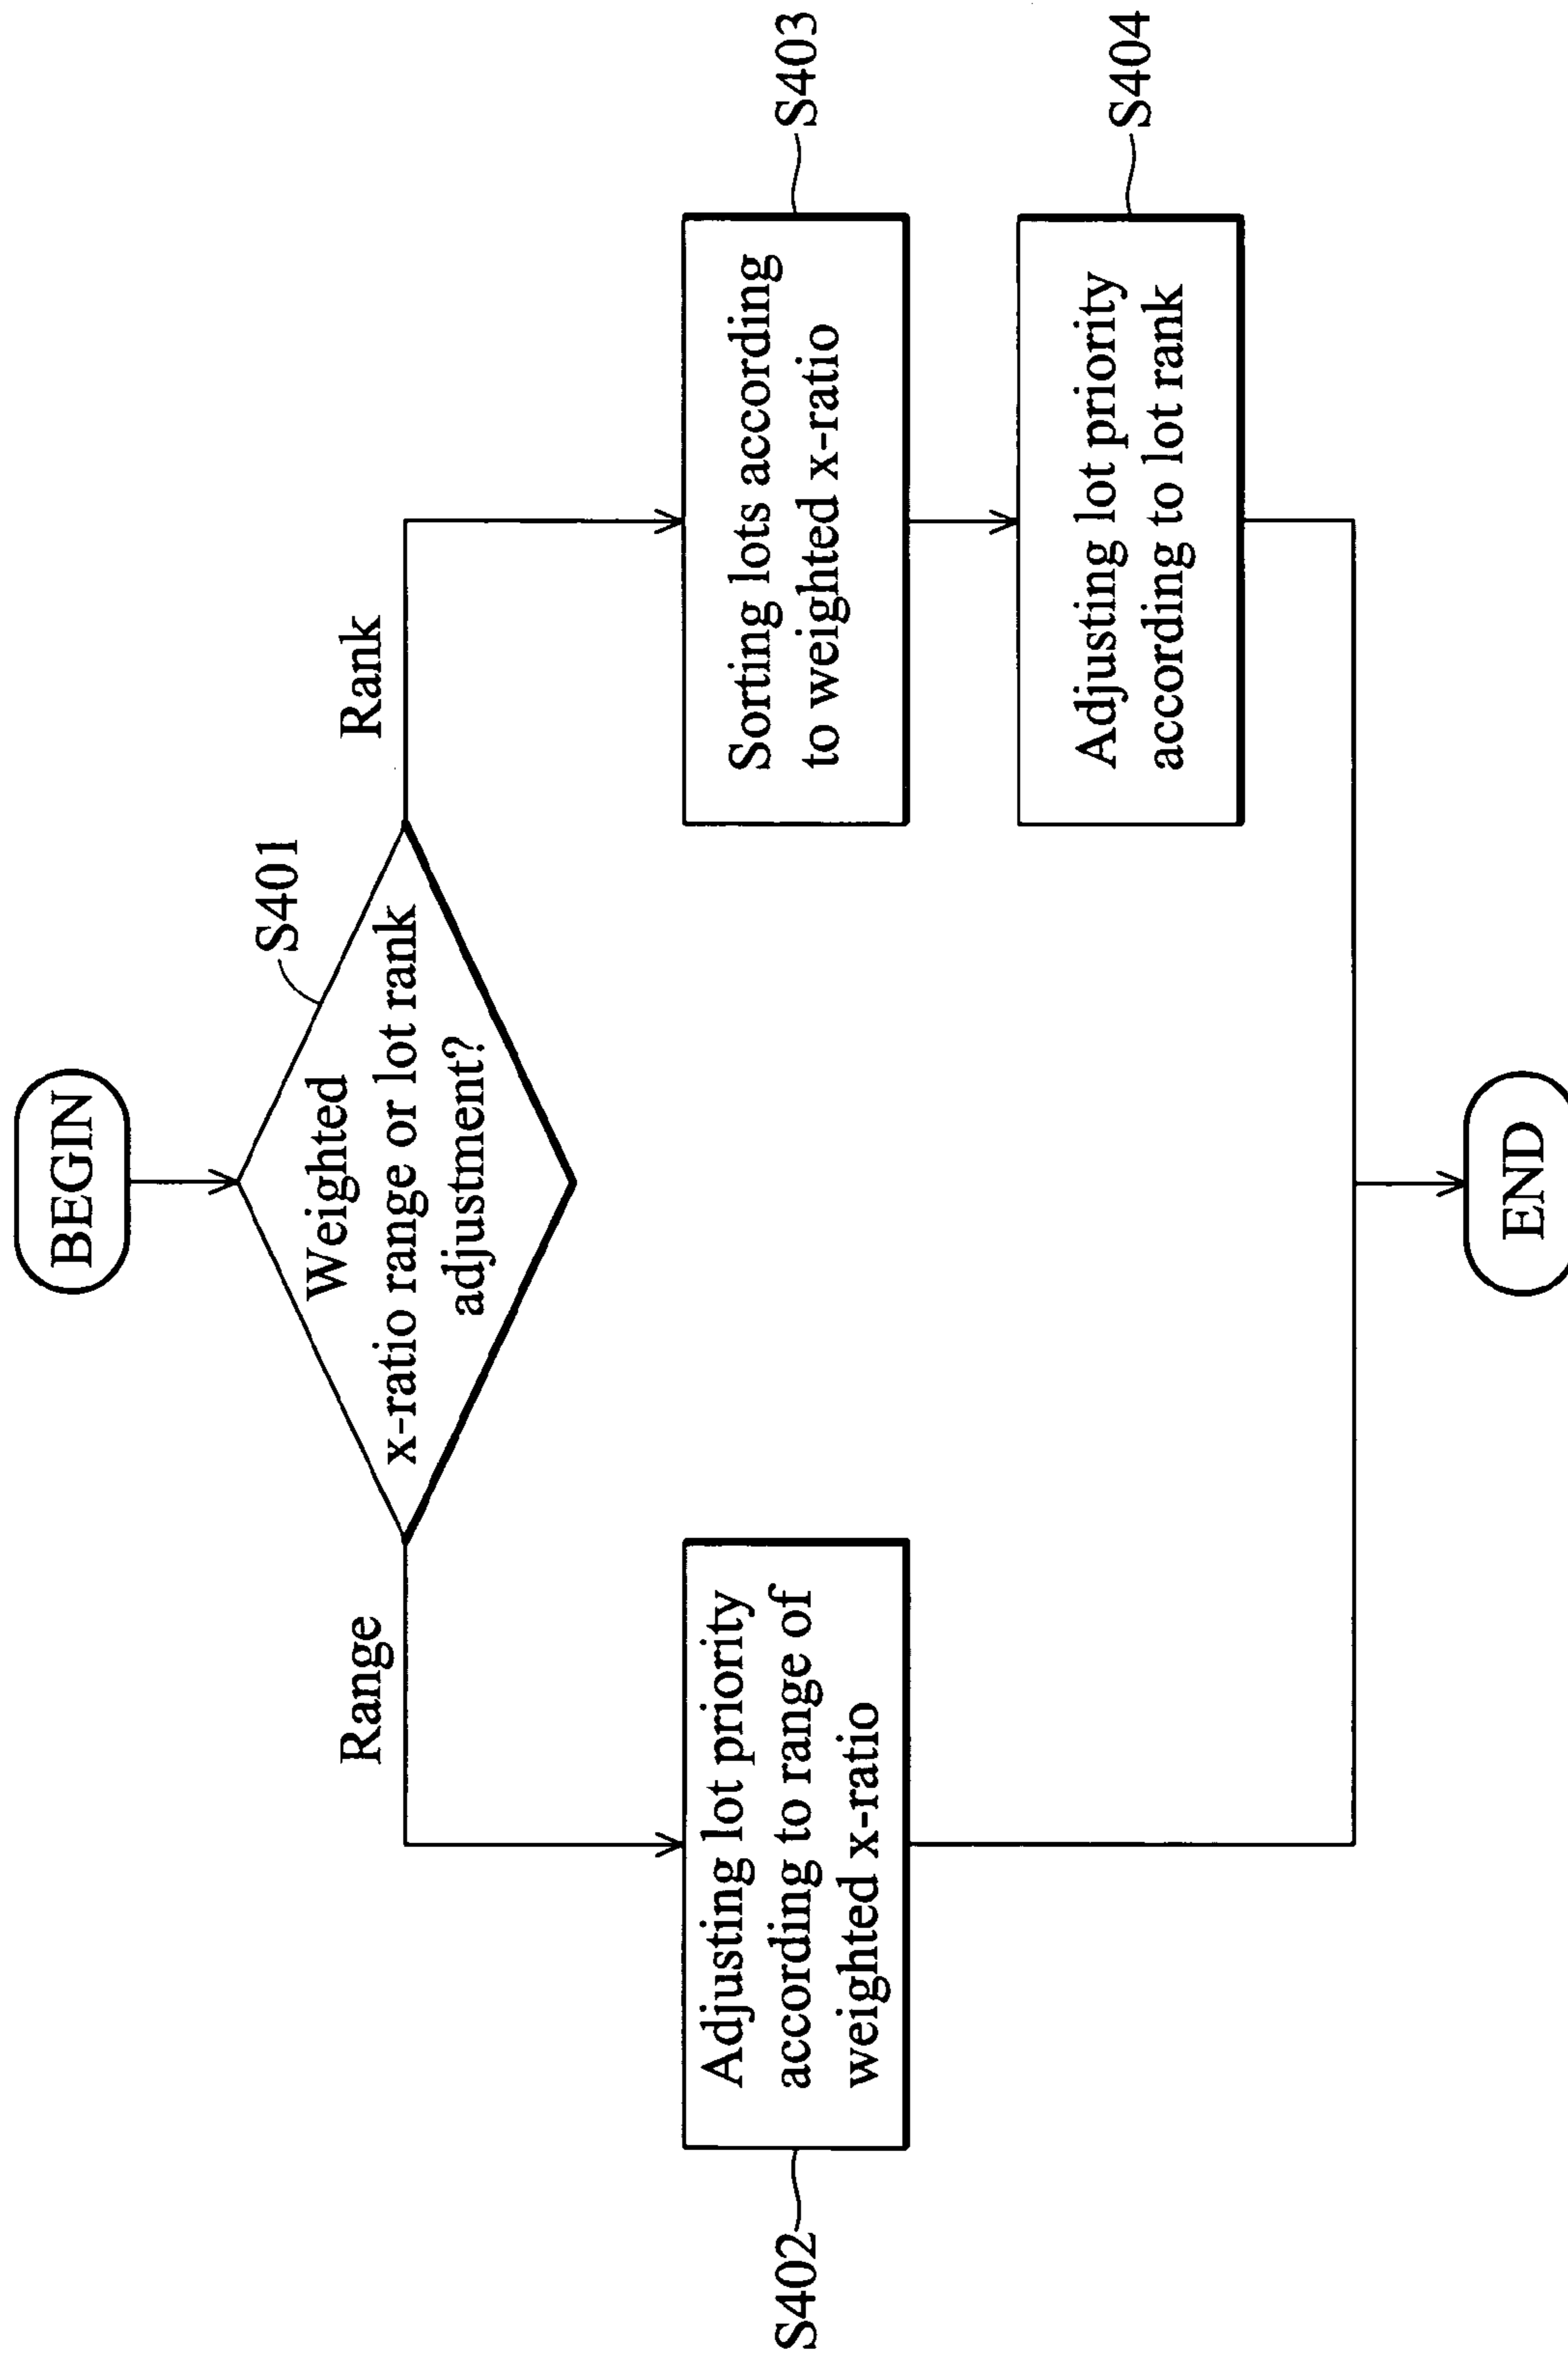 BEGIN
S401
Weighted
x-ratio range or lot rank
adjustment?
Range
Rank
S402
Adjusting lot priority
according to range of
weighted x-ratio
Sorting lots according
to weighted x-ratio
S403
Adjusting lot priority
according to lot rank
S404
END